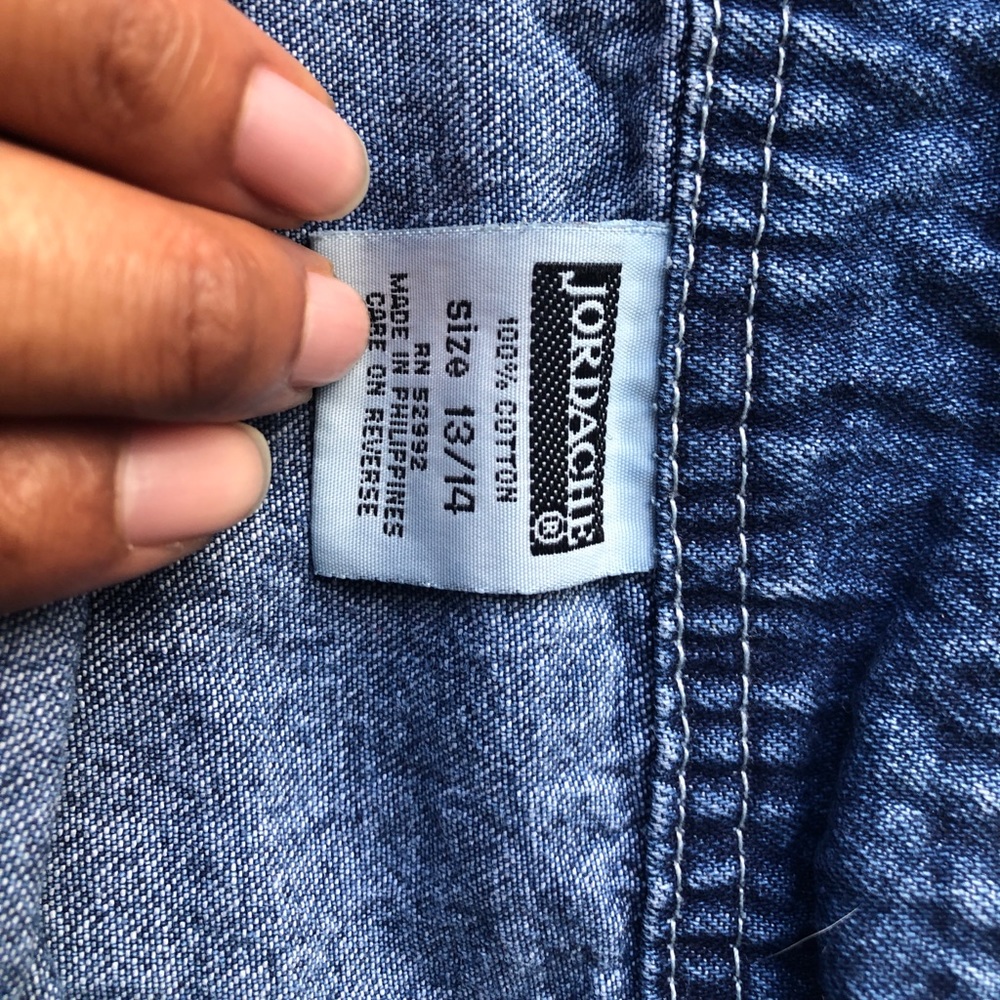 JORDACHE®
100% COTTON
Size 13/14
RN 52992
MADE IN PHILIPPINES
CARE ON REVERSE